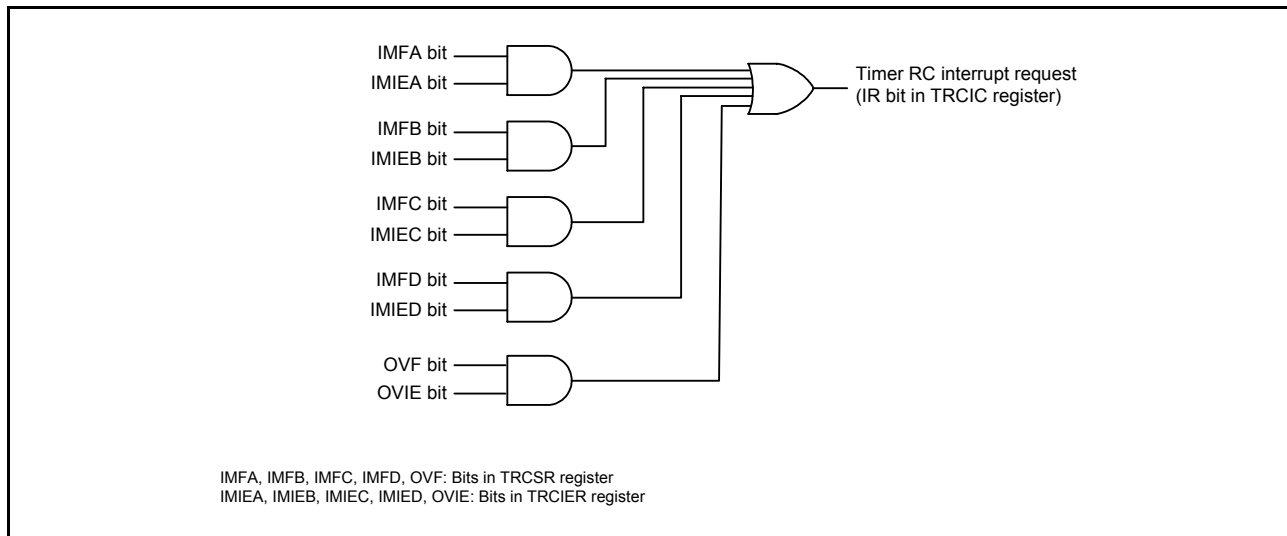 IMFA bit
IMIEA bit
Timer RC interrupt request
(IR bit in TRCIC register)
IMFB bit
IMIEB bit
IMFC bit
IMIEC bit
IMFD bit
IMIED bit
OVF bit
OVIE bit
IMFA, IMFB, IMFC, IMFD, OVF: Bits in TRCSR register
IMIEA, IMIEB, IMIEC, IMIED, OVIE: Bits in TRCIER register